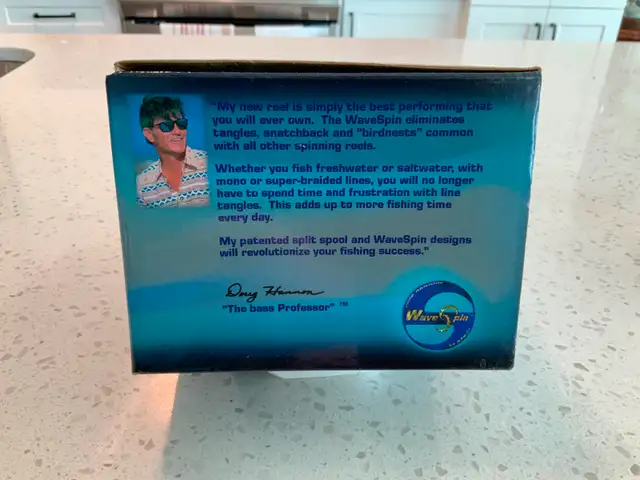 "My new reel is simply the best performing that
you will ever own. The WaveSpin eliminates
tangles, snatchback and "birdnests" common
with all other spinning reels.
Whether you fish freshwater or saltwater, with
mono or super-braided lines, you will no longer
have to spend time and frustration with line
tangles. This adds up to more fishing time
every day.
My patented split spool and WaveSpin designs
will revolutionize your fishing success."
Doug Hannon
"The bass Professor" ™
WaveSpin